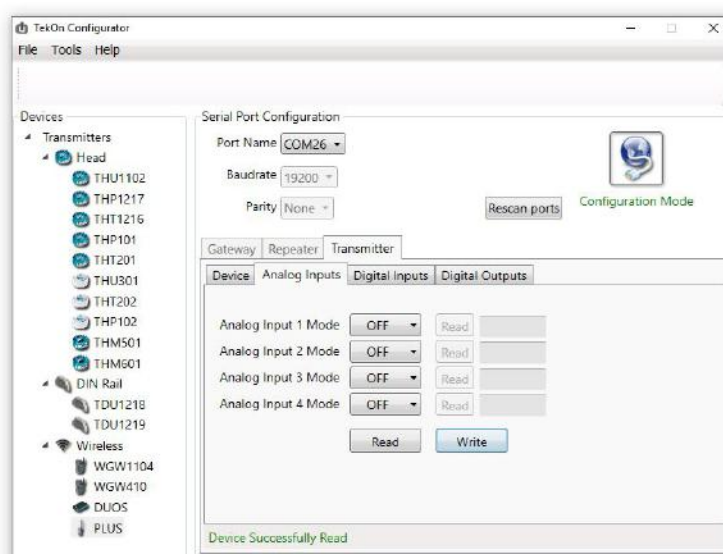 TekOn Configurator
File Tools Help
Devices
Transmitters
Head
THU1102
THP1217
THT1216
THP101
THT201
THU301
THT202
THP102
THM501
THM601
DIN Rail
TDU1218
TDU1219
Wireless
WGW1104
WGW410
DUOS
PLUS
Serial Port Configuration
Port Name COM26
Baudrate 19200
Parity None
Rescan ports
Configuration Mode
Gateway Repeater Transmitter
Device Analog Inputs Digital Inputs Digital Outputs
Analog Input 1 Mode OFF Read
Analog Input 2 Mode OFF Read
Analog Input 3 Mode OFF Read
Analog Input 4 Mode OFF Read
Read Write
Device Successfully Read